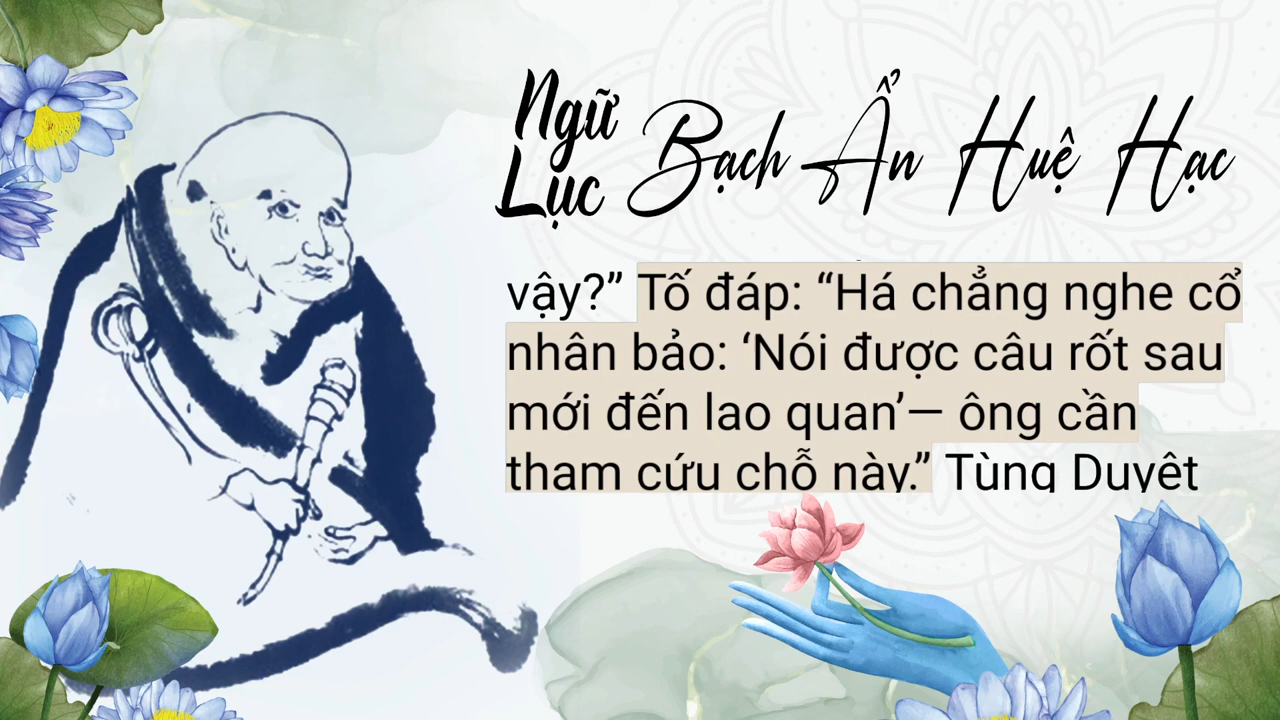 Ngữ
Lục
Bạch Ẩn Huệ Hạc
vậy?” Tố đáp: “Há chẳng nghe cổ
nhân bảo: ‘Nói được câu rốt sau
mới đến lao quan’— ông cần
tham cứu chỗ này.” Tùng Duyệt